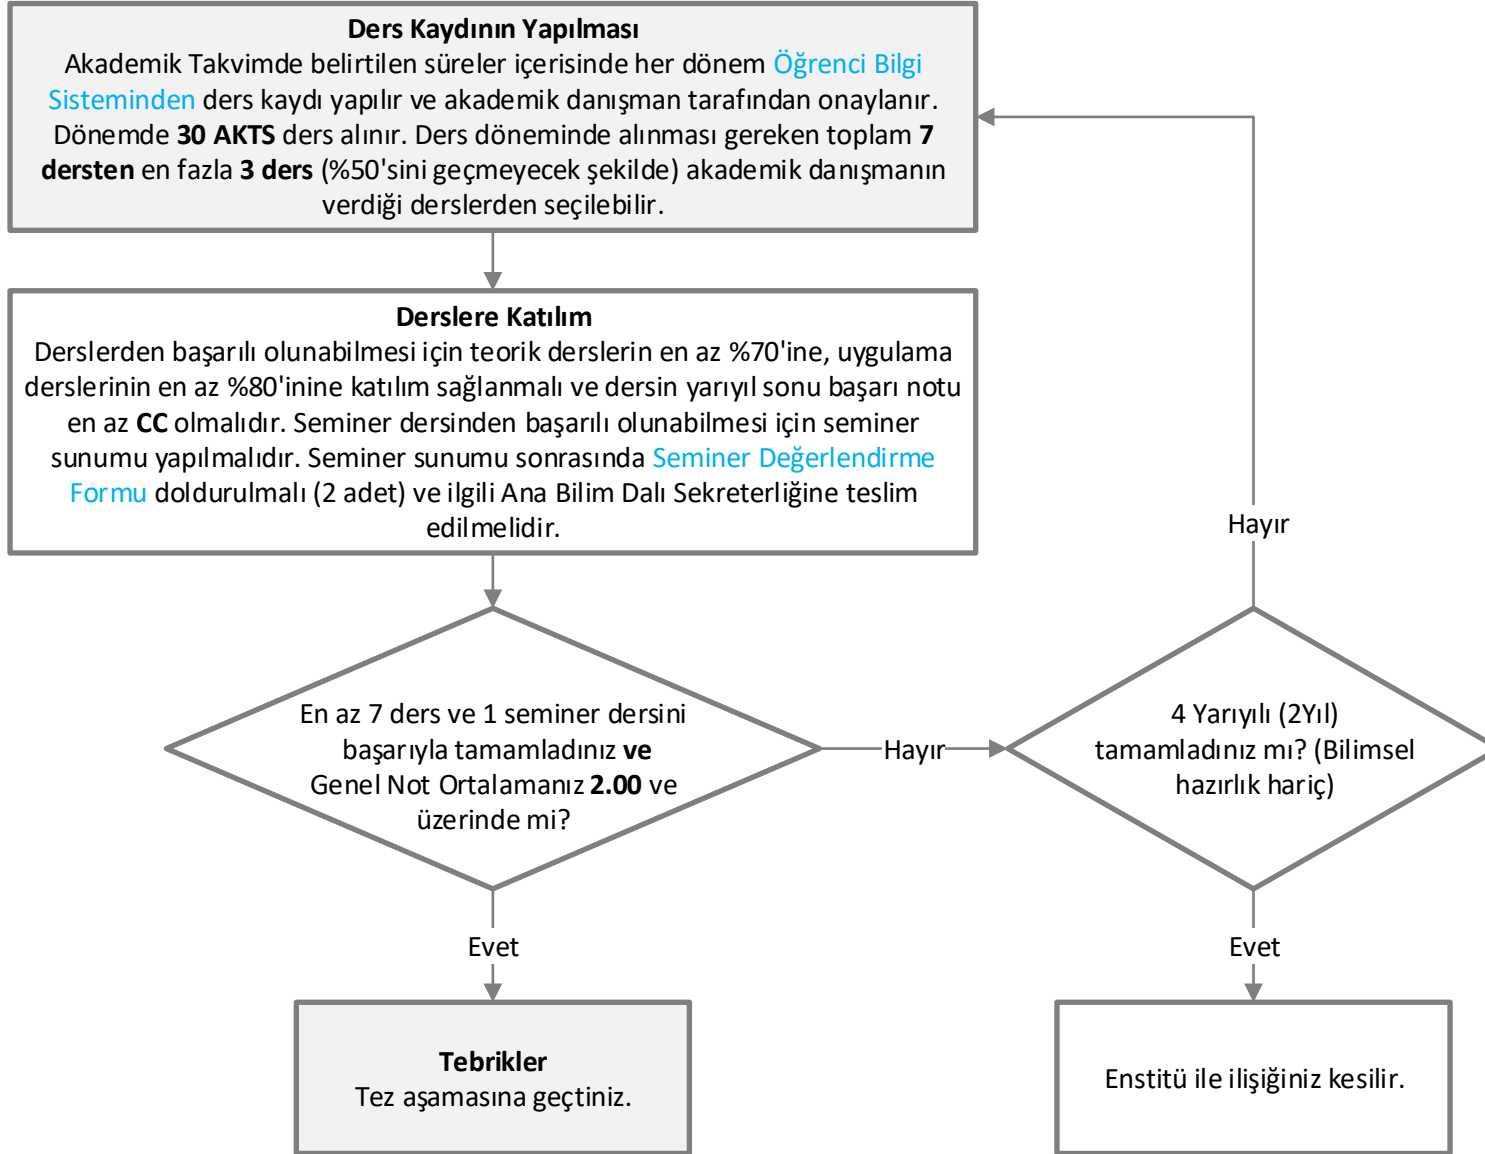 Ders Kaydının Yapılması
Akademik Takvimde belirtilen süreler içerisinde her dönem Öğrenci Bilgi
Sisteminden ders kaydı yapılır ve akademik danışman tarafından onaylanır.
Dönemde 30 AKTS ders alınır. Ders döneminde alınması gereken toplam 7
dersten en fazla 3 ders (%50'sini geçmeyecek şekilde) akademik danışmanın
verdiği derslerden seçilebilir.
Derslere Katılım
Derslerden başarılı olunabilmesi için teorik derslerin en az %70'ine, uygulama
derslerinin en az %80'inine katılım sağlanmalı ve dersin yarıyıl sonu başarı notu
en az CC olmalıdır. Seminer dersinden başarılı olunabilmesi için seminer
sunumu yapılmalıdır. Seminer sunumu sonrasında Seminer Değerlendirme
Formu doldurulmalı (2 adet) ve ilgili Ana Bilim Dalı Sekreterliğine teslim
edilmelidir.
Hayır
En az 7 ders ve 1 seminer dersini
başarıyla tamamladınız ve
Genel Not Ortalamanız 2.00 ve
üzerinde mi?
Hayır
4 Yarıyılı (2Yıl)
tamamladınız mı? (Bilimsel
hazırlık hariç)
Evet
Evet
Tebrikler
Tez aşamasına geçtiniz.
Enstitü ile ilişiğiniz kesilir.